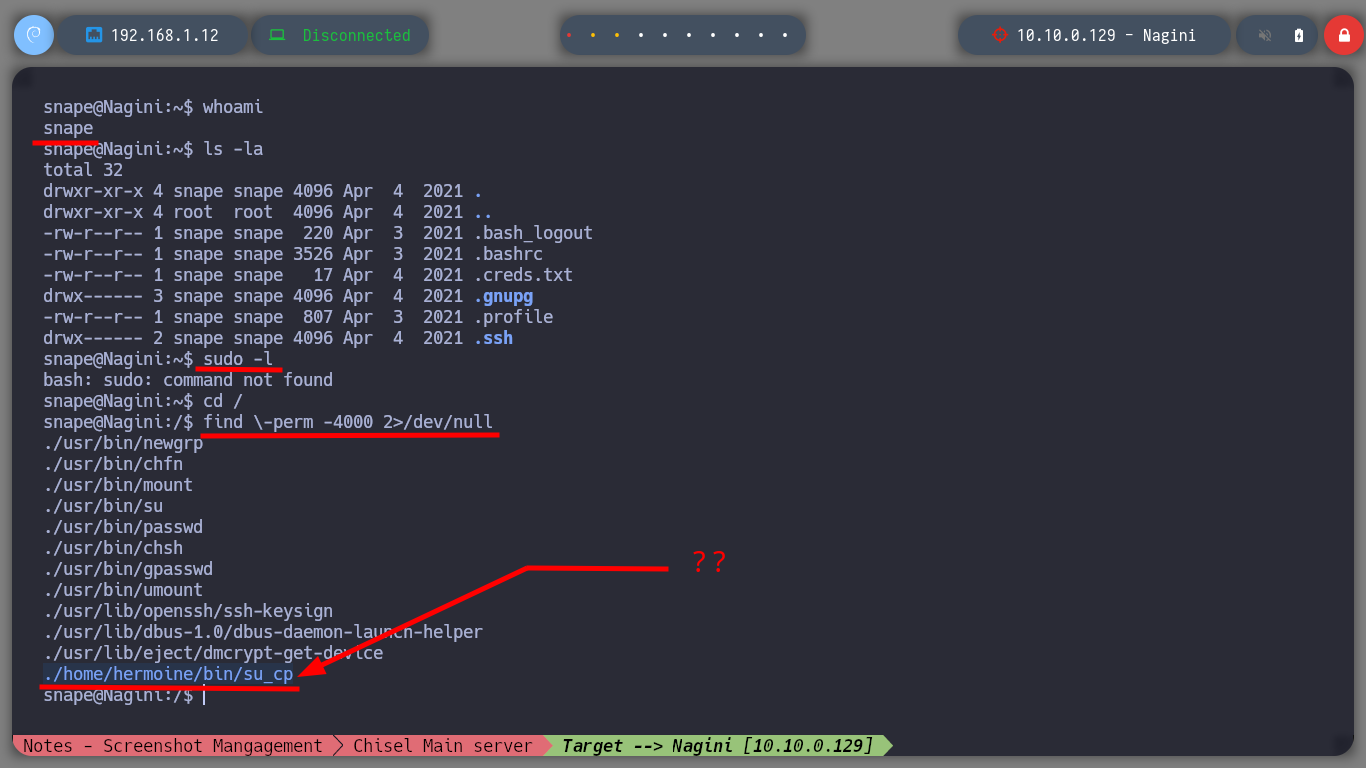 192.168.1.12 Disconnected 10.10.0.129 - Nagini
snape@Nagini:~$ whoami
snape
snape@Nagini:~$ ls -la
total 32
drwxr-xr-x 4 snape snape 4096 Apr  4  2021 .
drwxr-xr-x 4 root  root  4096 Apr  4  2021 ..
-rw-r--r-- 1 snape snape  220 Apr  3  2021 .bash_logout
-rw-r--r-- 1 snape snape 3526 Apr  3  2021 .bashrc
-rw-r--r-- 1 snape snape   17 Apr  4  2021 .creds.txt
drwx------ 3 snape snape 4096 Apr  4  2021 .gnupg
-rw-r--r-- 1 snape snape  807 Apr  3  2021 .profile
drwx------ 2 snape snape 4096 Apr  4  2021 .ssh
snape@Nagini:~$ sudo -l
bash: sudo: command not found
snape@Nagini:~$ cd /
snape@Nagini:/$ find \-perm -4000 2>/dev/null
./usr/bin/newgrp
./usr/bin/chfn
./usr/bin/mount
./usr/bin/su
./usr/bin/passwd
./usr/bin/chsh
??
./usr/bin/gpasswd
./usr/bin/umount
./usr/lib/openssh/ssh-keysign
./usr/lib/dbus-1.0/dbus-daemon-launch-helper
./usr/lib/eject/dmcrypt-get-device
./home/hermoine/bin/su_cp
snape@Nagini:/$
Notes - Screenshot Mangagement Chisel Main server Target --> Nagini [10.10.0.129]